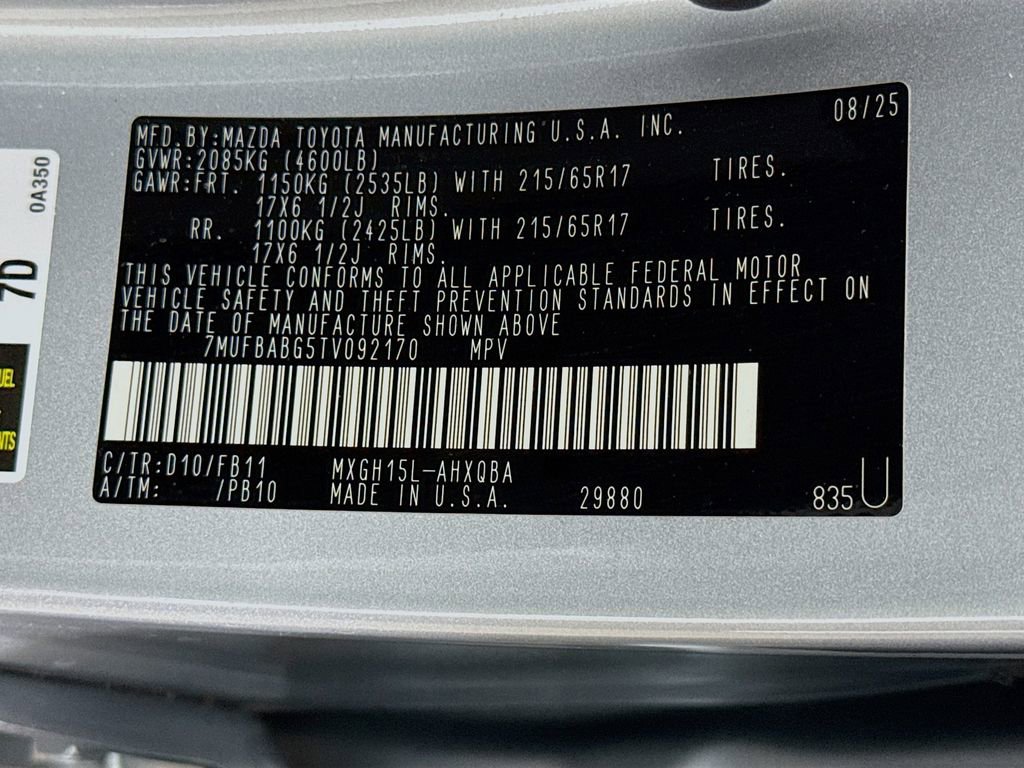 08/25
MFD.BY:MAZDA TOYOTA MANUFACTURING U.S.A. INC.
GVWR:2085KG (4600LB)
GAWR:FRT. 1150KG (2535LB) WITH 215/65R17 TIRES.
17X6 1/2J RIMS.
RR. 1100KG (2425LB) WITH 215/65R17 TIRES.
17X6 1/2J RIMS.
THIS VEHICLE CONFORMS TO ALL APPLICABLE FEDERAL MOTOR
VEHICLE SAFETY AND THEFT PREVENTION STANDARDS IN EFFECT ON
THE DATE OF MANUFACTURE SHOWN ABOVE
7MUFBABG5TV092170 MPV
C/TR:D10/FB11 MXGH15L-AHXQBA
A/TM: /PB10 MADE IN U.S.A. 29880 835 U
0A350
7D